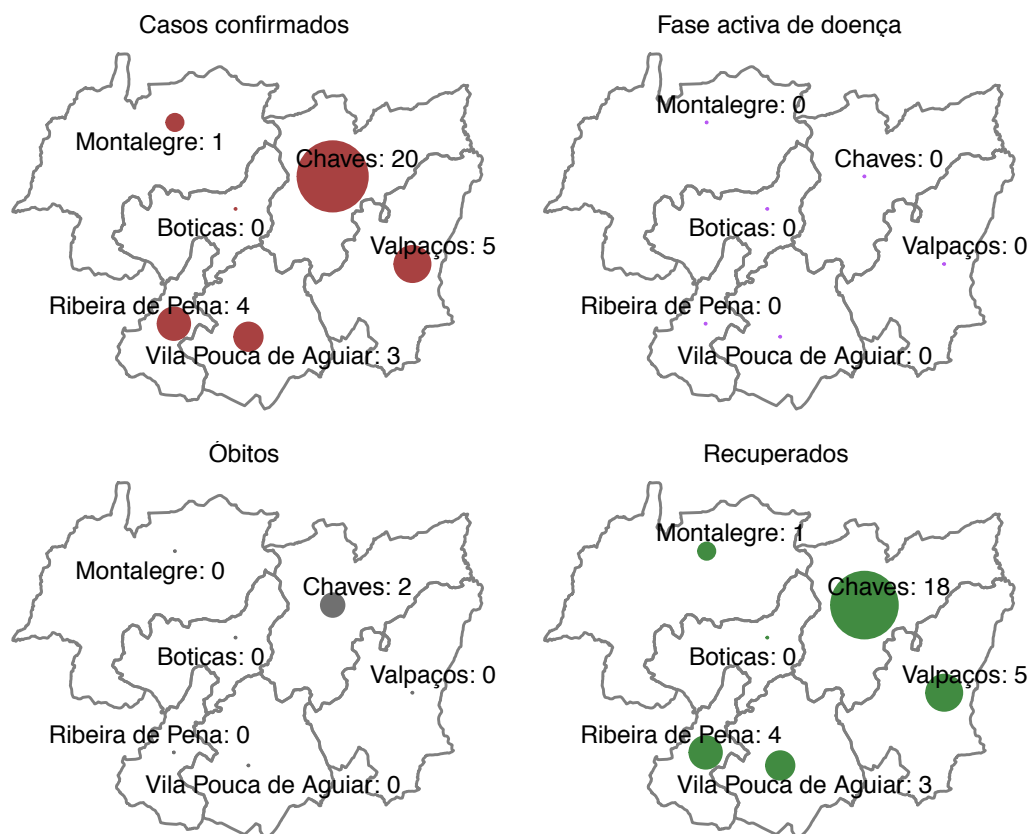 Casos confirmados
Montalegre: 1
Chaves: 20
Boticas: 0
Valpaços: 5
Ribeira de Pena: 4
Vila Pouca de Aguiar: 3
Fase activa de doença
Montalegre: 0
Chaves: 0
Boticas: 0
Valpaços: 0
Ribeira de Pena: 0
Vila Pouca de Aguiar: 0
Óbitos
Montalegre: 0
Chaves: 2
Boticas: 0
Valpaços: 0
Ribeira de Pena: 0
Vila Pouca de Aguiar: 0
Recuperados
Montalegre: 1
Chaves: 18
Boticas: 0
Valpaços: 5
Ribeira de Pena: 4
Vila Pouca de Aguiar: 3